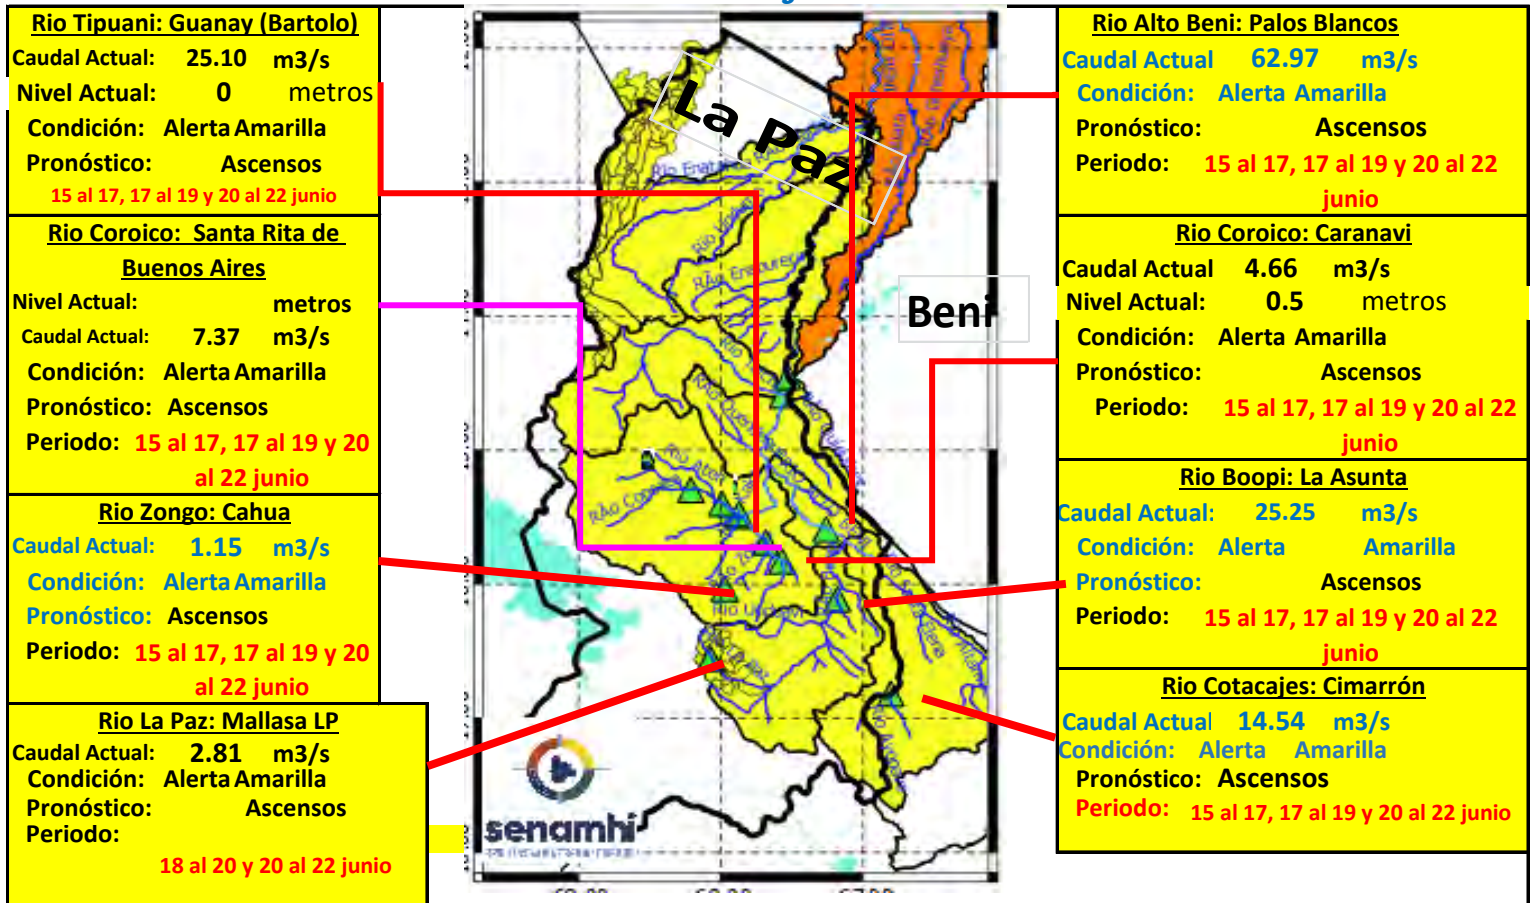 Rio Tipuani: Guanay (Bartolo)
Caudal Actual: 25.10 m3/s
Nivel Actual: 0 metros
Condición: Alerta Amarilla
Pronóstico: Ascensos
15 al 17, 17 al 19 y 20 al 22 junio
Rio Coroico: Santa Rita de
Buenos Aires
Nivel Actual: metros
Caudal Actual: 7.37 m3/s
Condición: Alerta Amarilla
Pronóstico: Ascensos
Periodo: 15 al 17, 17 al 19 y 20
al 22 junio
Rio Zongo: Cahua
Caudal Actual: 1.15 m3/s
Condición: Alerta Amarilla
Pronóstico: Ascensos
Periodo: 15 al 17, 17 al 19 y 20
al 22 junio
Rio La Paz: Mallasa LP
Caudal Actual: 2.81 m3/s
Condición: Alerta Amarilla
Pronóstico: Ascensos
Periodo:
18 al 20 y 20 al 22 junio
La Paz
Beni
senamhi
Rio Alto Beni: Palos Blancos
Caudal Actual 62.97 m3/s
Condición: Alerta Amarilla
Pronóstico: Ascensos
Periodo: 15 al 17, 17 al 19 y 20 al 22
junio
Rio Coroico: Caranavi
Caudal Actual 4.66 m3/s
Nivel Actual: 0.5 metros
Condición: Alerta Amarilla
Pronóstico: Ascensos
Periodo: 15 al 17, 17 al 19 y 20 al 22
junio
Rio Boopi: La Asunta
Caudal Actual: 25.25 m3/s
Condición: Alerta Amarilla
Pronóstico: Ascensos
Periodo: 15 al 17, 17 al 19 y 20 al 22
junio
Rio Cotacajes: Cimarrón
Caudal Actual 14.54 m3/s
Condición: Alerta Amarilla
Pronóstico: Ascensos
Periodo: 15 al 17, 17 al 19 y 20 al 22 junio